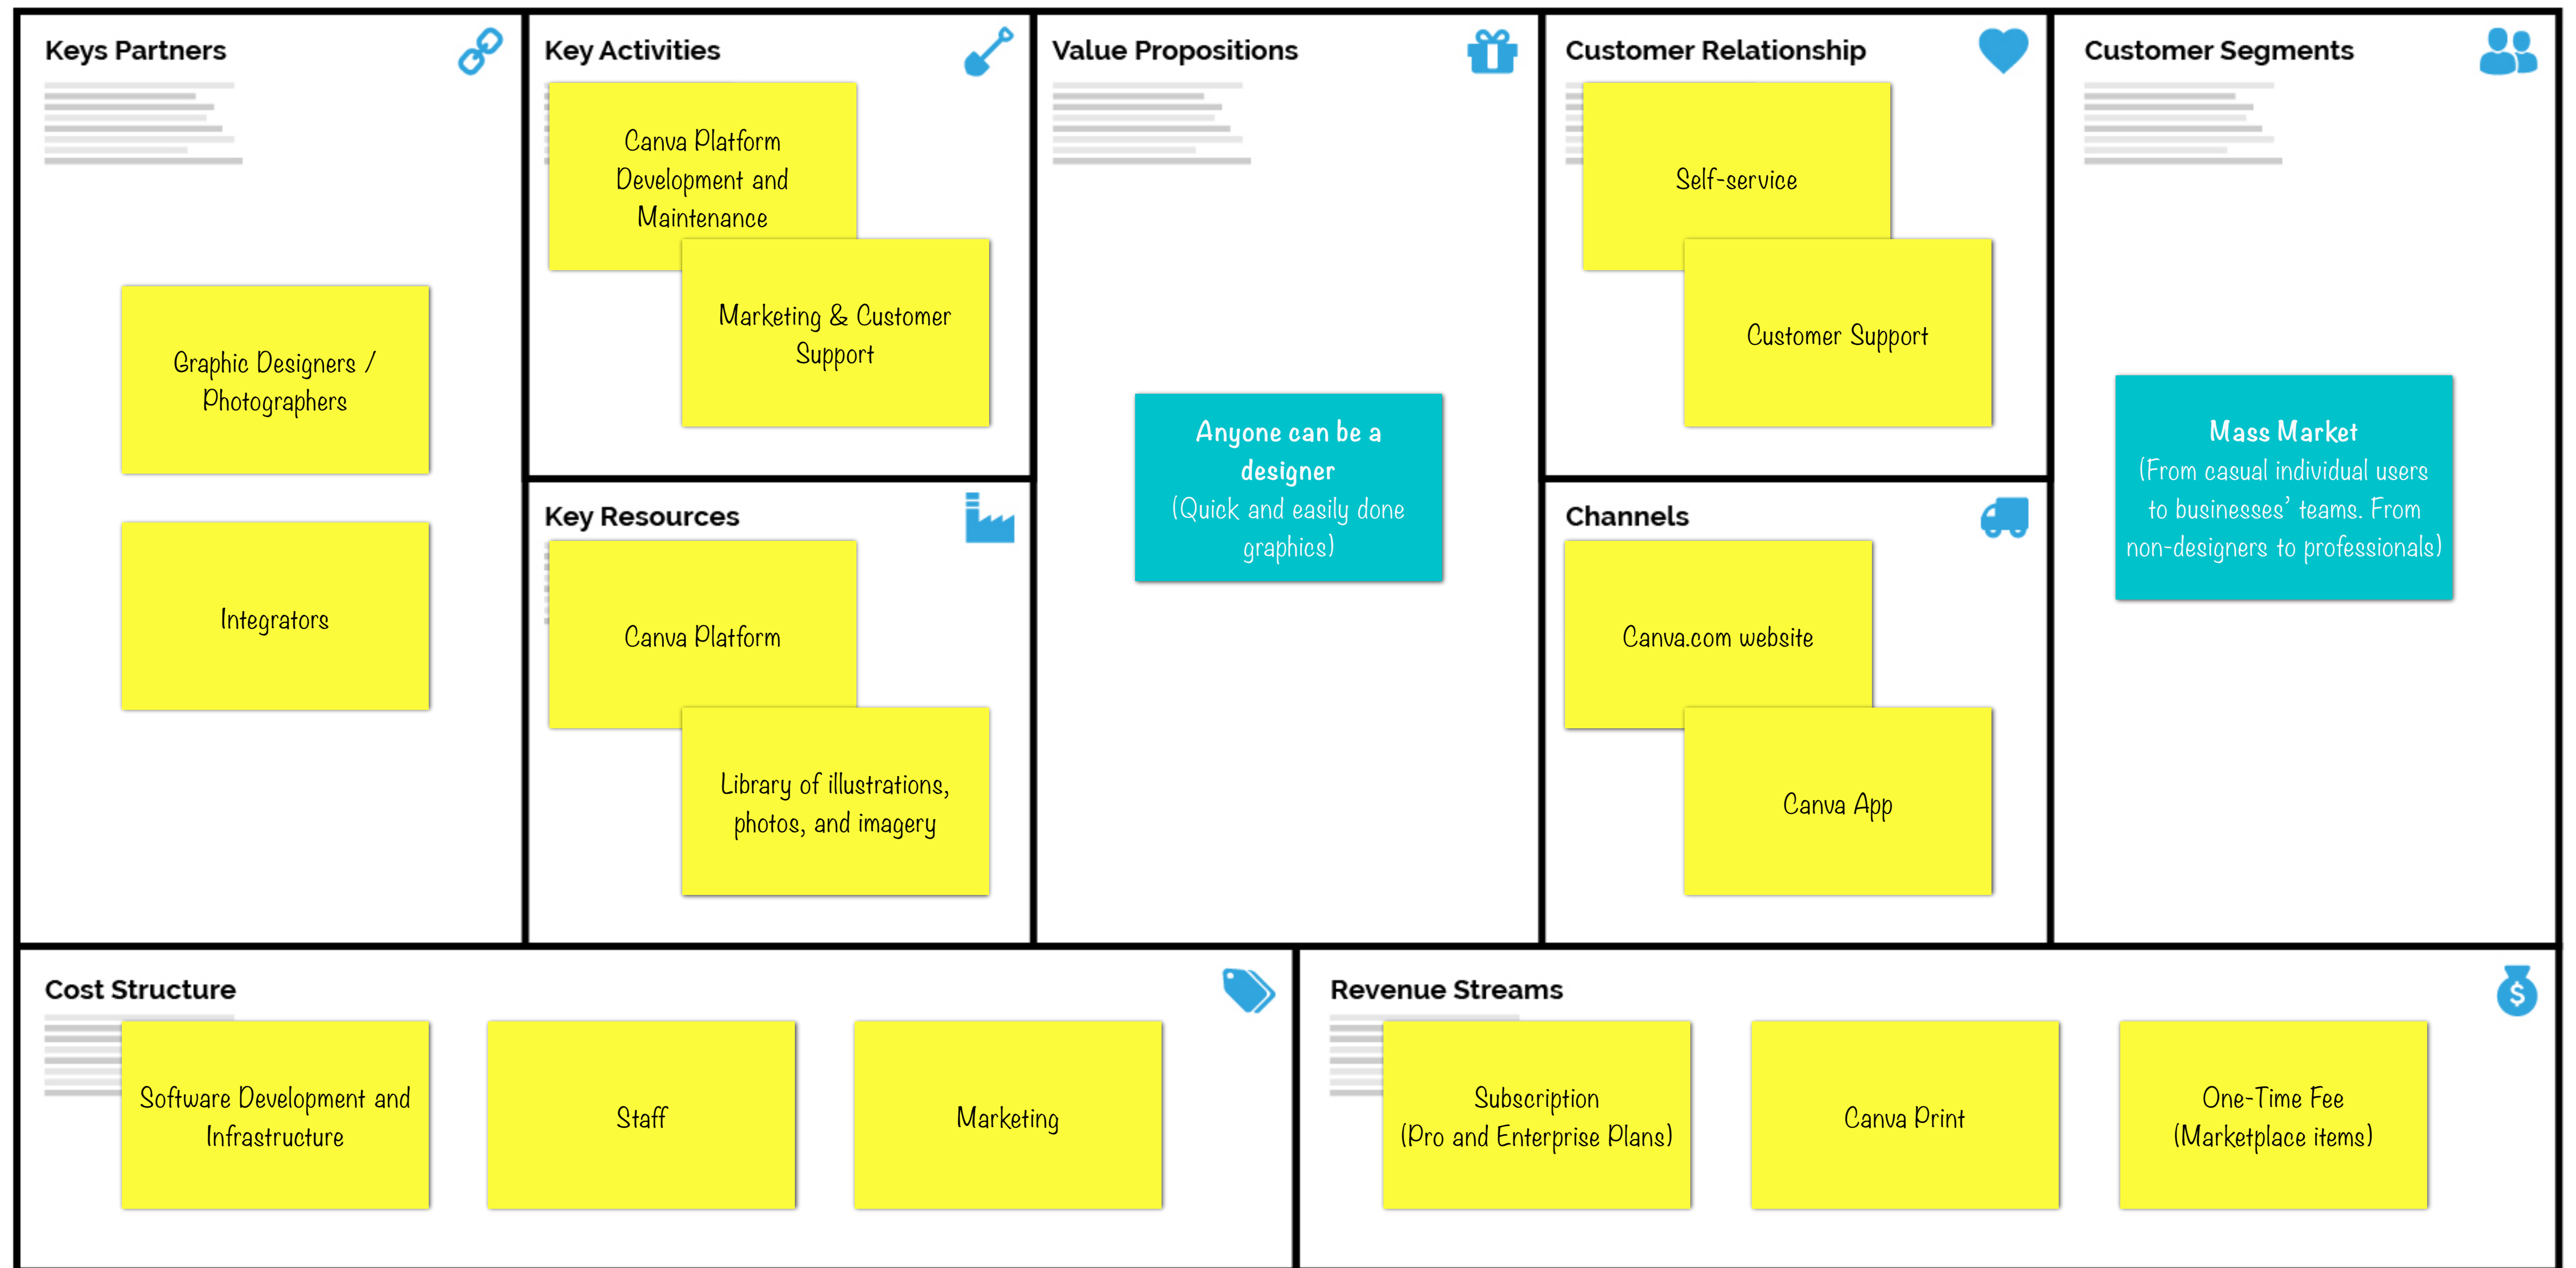 Keys Partners
Graphic Designers /
Photographers
Integrators
Key Activities
Canva Platform
Development and
Maintenance
Marketing & Customer
Support
Key Resources
Canva Platform
Library of illustrations,
photos, and imagery
Value Propositions
Anyone can be a
designer
(Quick and easily done
graphics)
Customer Relationship
Self-service
Customer Support
Channels
Canva.com website
Canva App
Customer Segments
Mass Market
(From casual individual users
to businesses’ teams. From
non-designers to professionals)
Cost Structure
Software Development and
Infrastructure
Staff
Marketing
Revenue Streams
$
Subscription
(Pro and Enterprise Plans)
Canva Print
One-Time Fee
(Marketplace items)